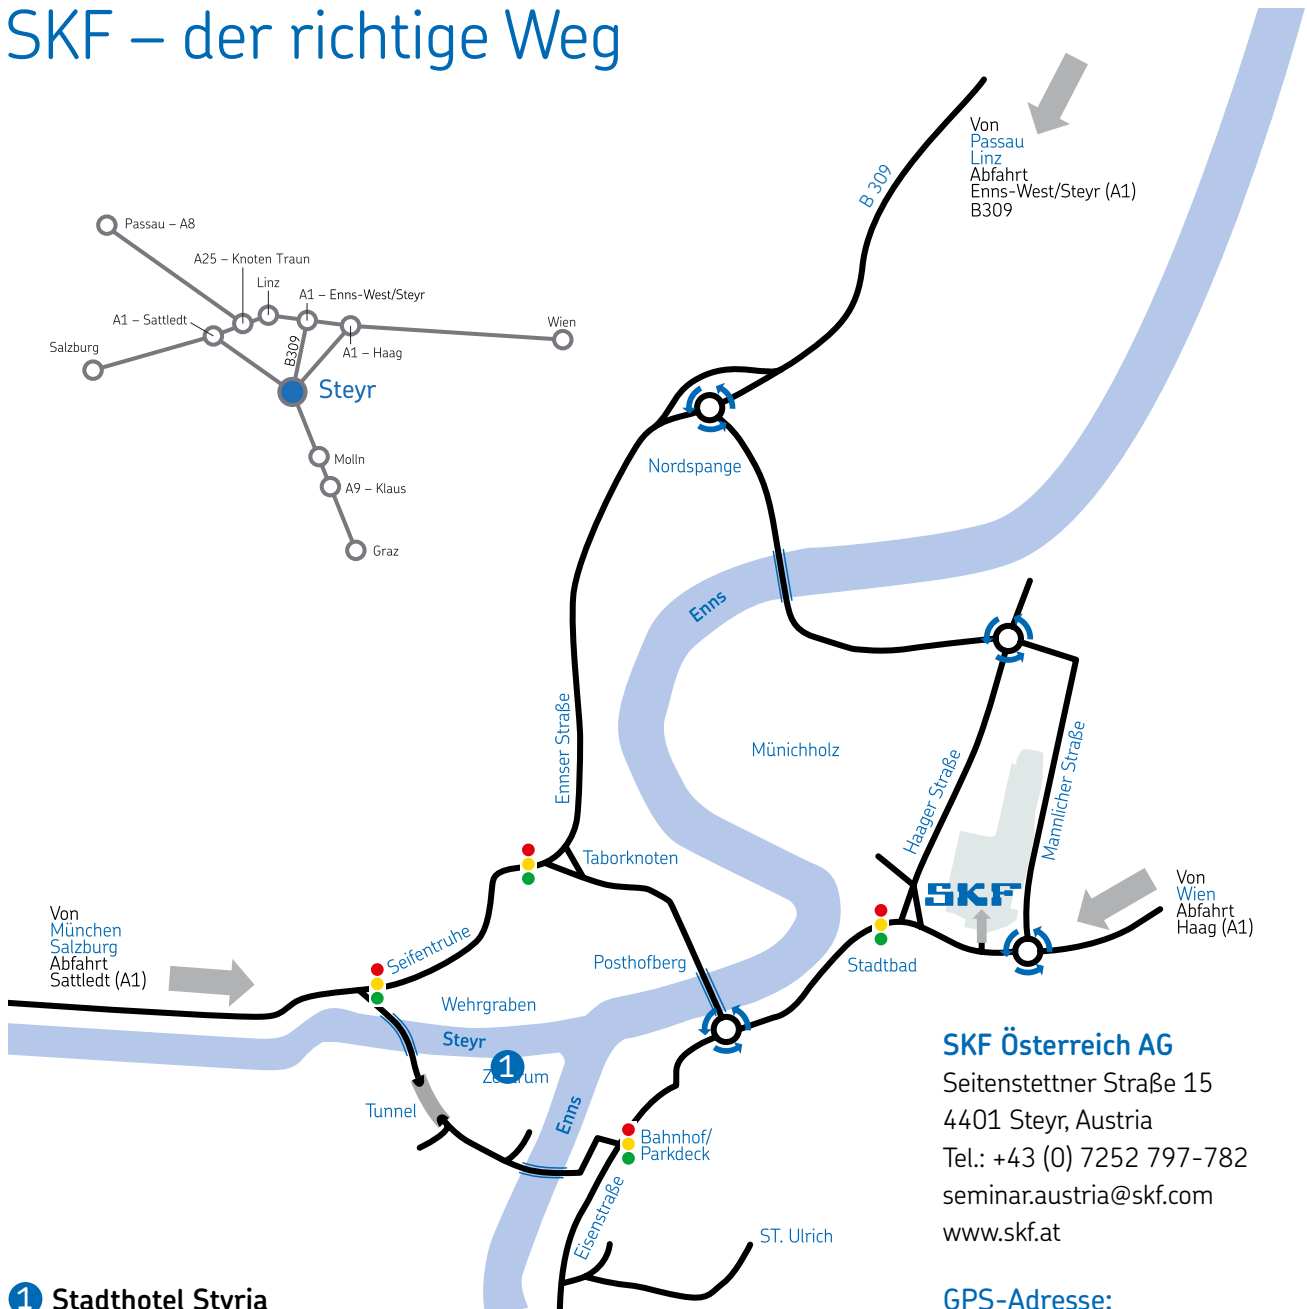 SKF – der richtige Weg
Von
Passau
Linz
Abfahrt
Enns-West/Steyr (A1)
B309
B 309
Passau – A8
A25 – Knoten Traun
Linz
A1 – Enns-West/Steyr
A1 – Sattledt
Wien
Salzburg
B309
A1 – Haag
Steyr
Molln
A9 – Klaus
Graz
Nordspange
Enns
Ennser Straße
Münichholz
Haager Straße
Mannlicher Straße
Taborknoten
SKF
Von
Wien
Abfahrt
Haag (A1)
Von
München
Salzburg
Abfahrt
Sattledt (A1)
Seifentruhe
Posthofberg
Stadtbad
Wehrgraben
Steyr
1
Zentrum
Tunnel
Enns
Bahnhof/
Parkdeck
Eisenstraße
ST. Ulrich
SKF Österreich AG
Seitenstettner Straße 15
4401 Steyr, Austria
Tel.: +43 (0) 7252 797-782
seminar.austria@skf.com
www.skf.at
1 Stadthotel Styria
GPS-Adresse: